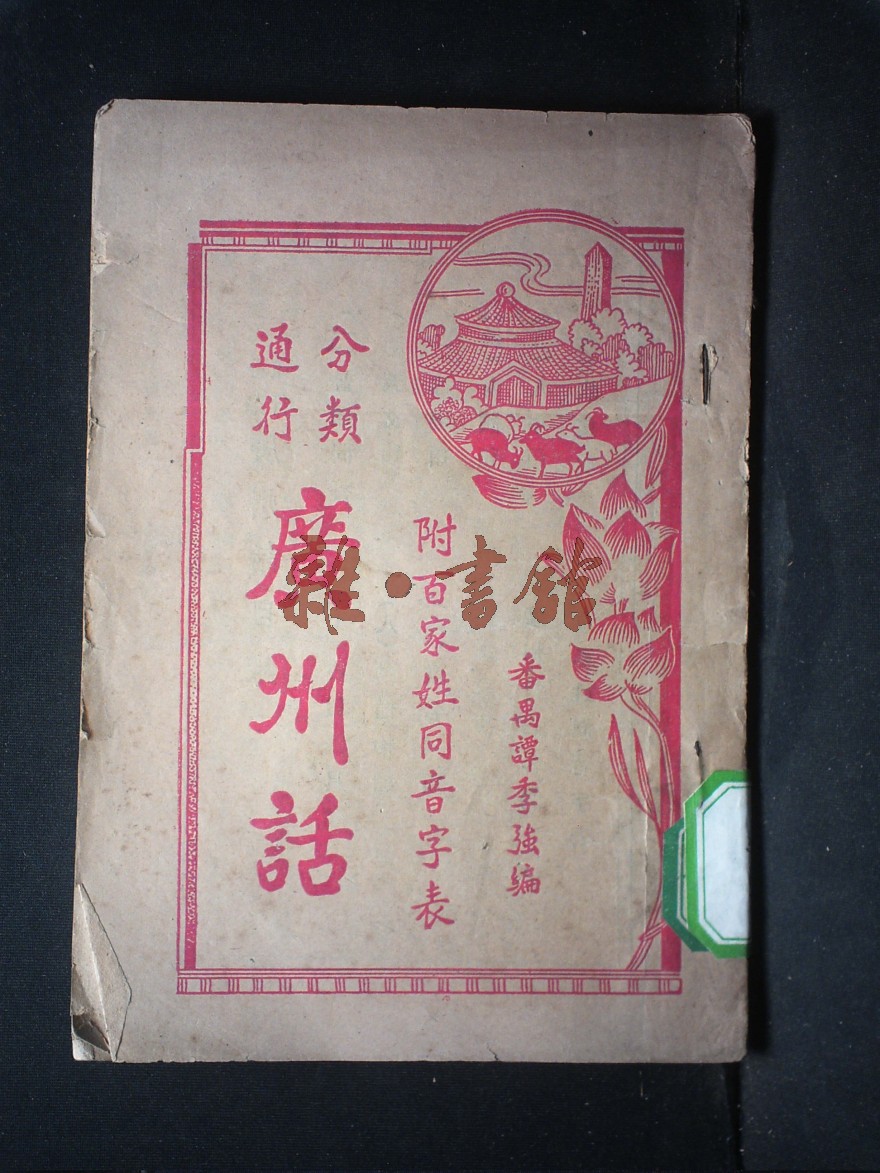 分類
通行
廣州話
附百家姓同音字表
番禺譚季強編
雜·書館